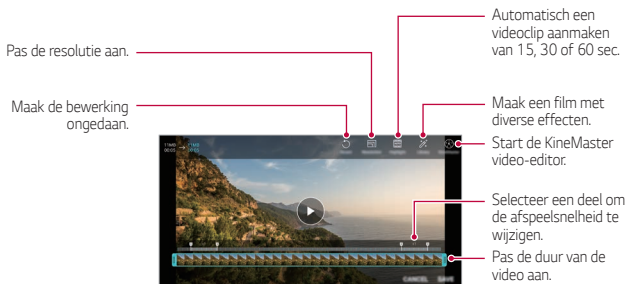 Automatisch een
videoclip aanmaken
van 15, 30 of 60 sec.
Pas de resolutie aan.
Maak de bewerking
ongedaan.
Maak een film met
diverse effecten.
Start de KineMaster
video-editor.
Selecteer een deel om
de afspeelsnelheid te
wijzigen.
Pas de duur van de
video aan.
CANCEL SAVE